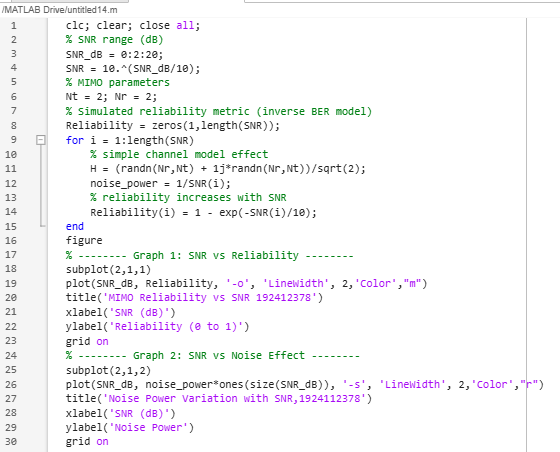 /MATLAB Drive/untitled14.m
1 clc; clear; close all;
2 % SNR range (dB)
3 SNR_dB = 0:2:20;
4 SNR = 10.^(SNR_dB/10);
5 % MIMO parameters
6 Nt = 2; Nr = 2;
7 % Simulated reliability metric (inverse BER model)
8 Reliability = zeros(1,length(SNR));
9 for i = 1:length(SNR)
10 % simple channel model effect
11 H = (randn(Nr,Nt) + 1j*randn(Nr,Nt))/sqrt(2);
12 noise_power = 1/SNR(i);
13 % reliability increases with SNR
14 Reliability(i) = 1 - exp(-SNR(i)/10);
15 end
16 figure
17 % -------- Graph 1: SNR vs Reliability --------
18 subplot(2,1,1)
19 plot(SNR_dB, Reliability, '-o', 'LineWidth', 2,'Color',"m")
20 title('MIMO Reliability vs SNR 192412378')
21 xlabel('SNR (dB)')
22 ylabel('Reliability (0 to 1)')
23 grid on
24 % -------- Graph 2: SNR vs Noise Effect --------
25 subplot(2,1,2)
26 plot(SNR_dB, noise_power*ones(size(SNR_dB)), '-s', 'LineWidth', 2,'Color',"r")
27 title('Noise Power Variation with SNR,1924112378')
28 xlabel('SNR (dB)')
29 ylabel('Noise Power')
30 grid on